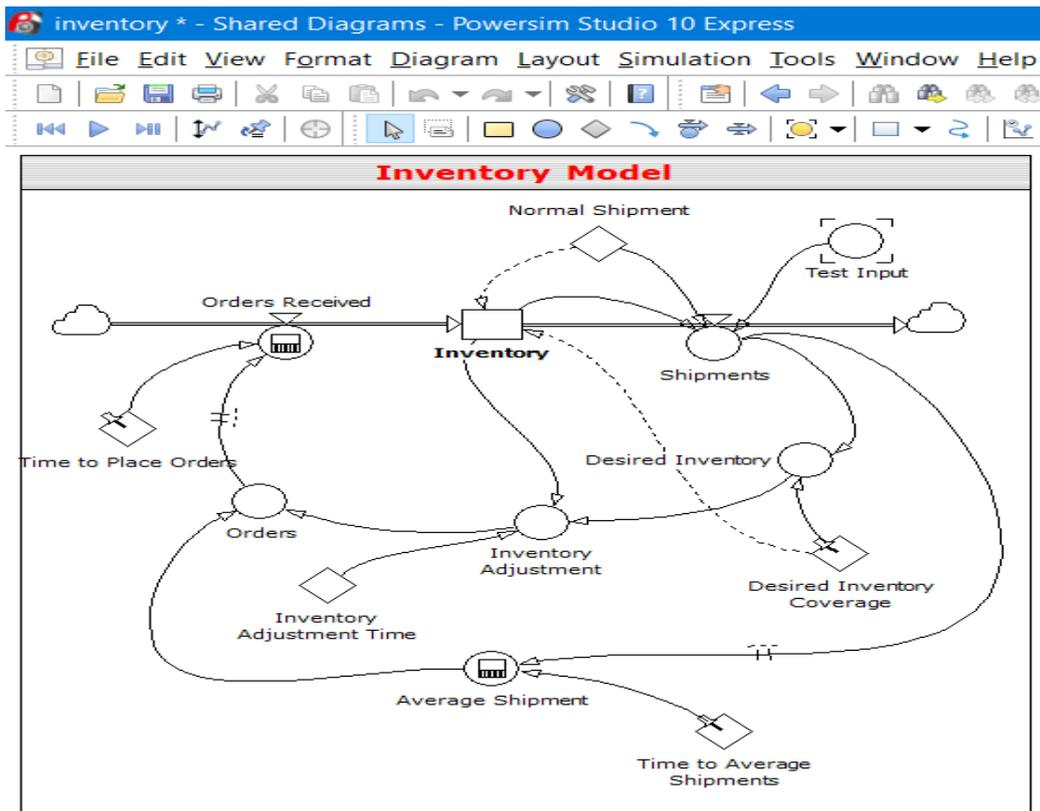 inventory * - Shared Diagrams - Powersim Studio 10 Express
File Edit View Format Diagram Layout Simulation Tools Window Help
Inventory Model
Normal Shipment
Test Input
Orders Received
Inventory
Shipments
Time to Place Orders
Desired Inventory
Orders
Inventory
Adjustment
Desired Inventory
Coverage
Inventory
Adjustment Time
Average Shipment
Time to Average
Shipments